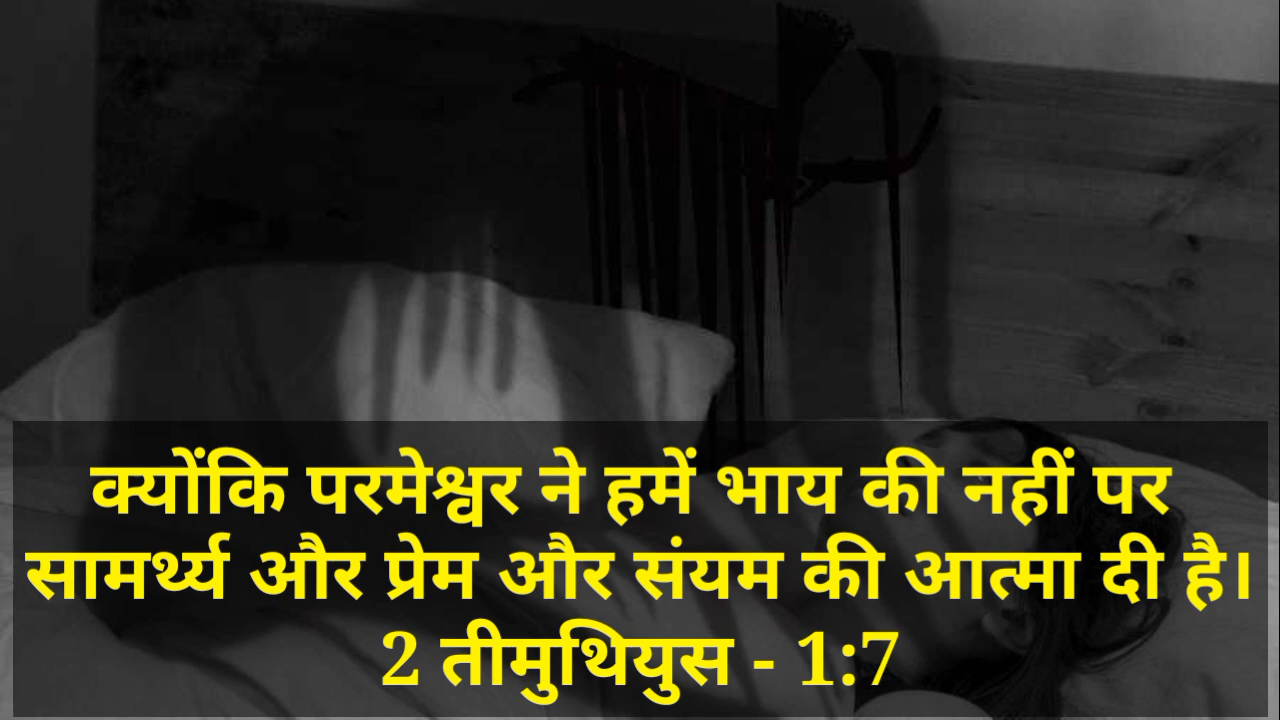 क्योंकि परमेश्वर ने हमें भाय की नहीं पर
सामर्थ्य और प्रेम और संयम की आत्मा दी है।
2 तीमुथियुस - 1:7